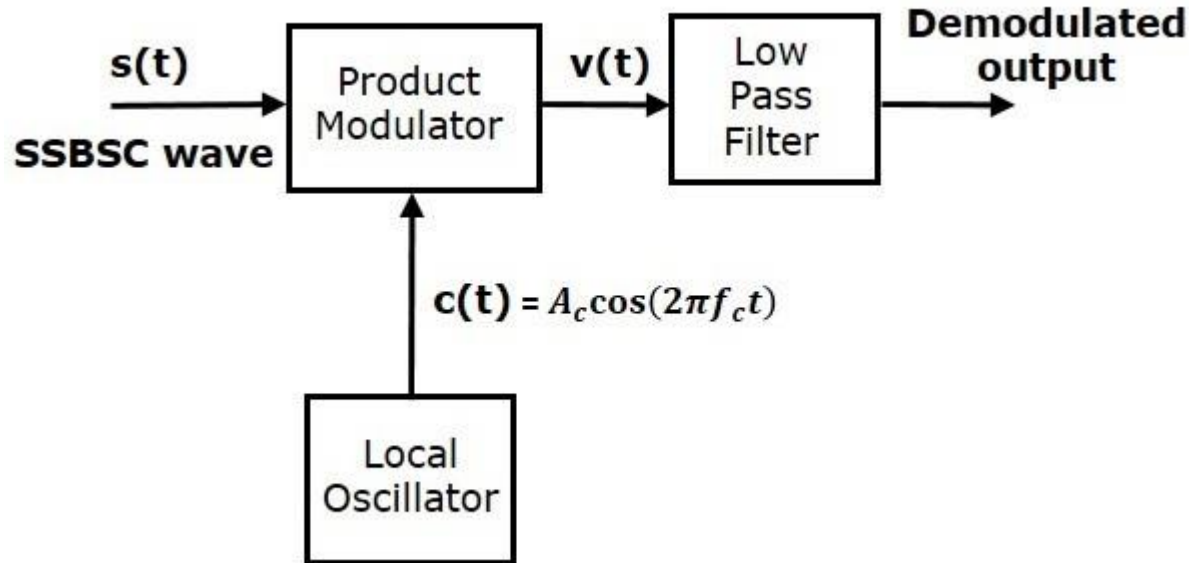 s(t)
SSBSC wave
Product
Modulator
v(t)
Low
Pass
Filter
Demodulated
output
c(t) = A_c cos(2πf_c t)
Local
Oscillator